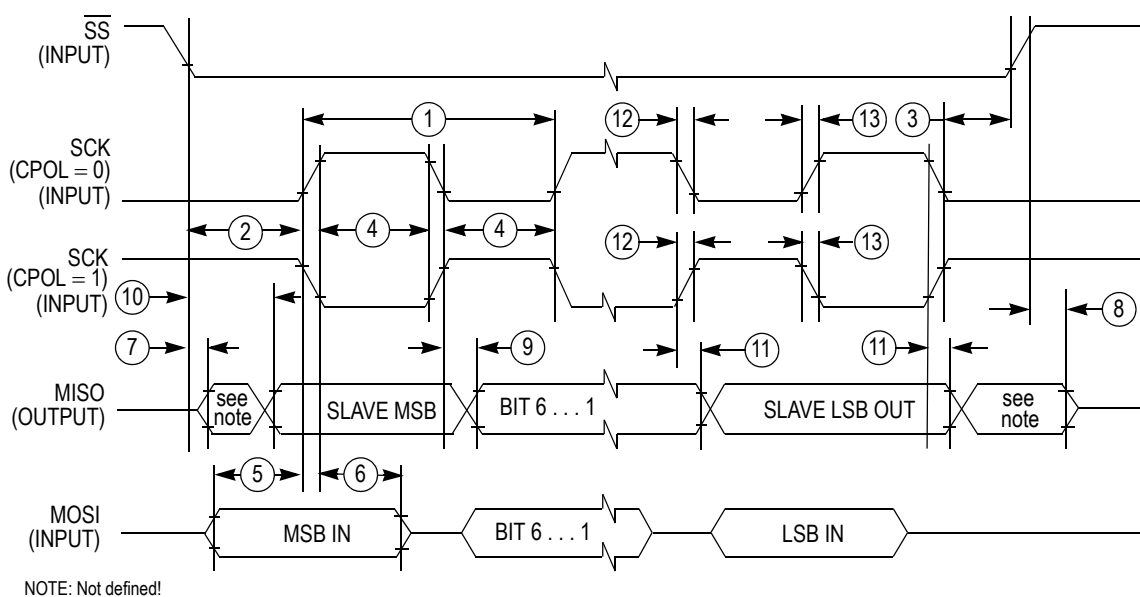 SS
(INPUT)
1
12
13
3
SCK
(CPOL = 0)
(INPUT)
2
4
4
12
13
SCK
(CPOL = 1)
(INPUT)
10
8
7
9
11
11
MISO
(OUTPUT)
see
note
SLAVE MSB
BIT 6 . . . 1
SLAVE LSB OUT
see
note
5
6
MOSI
(INPUT)
MSB IN
BIT 6 . . . 1
LSB IN
NOTE: Not defined!